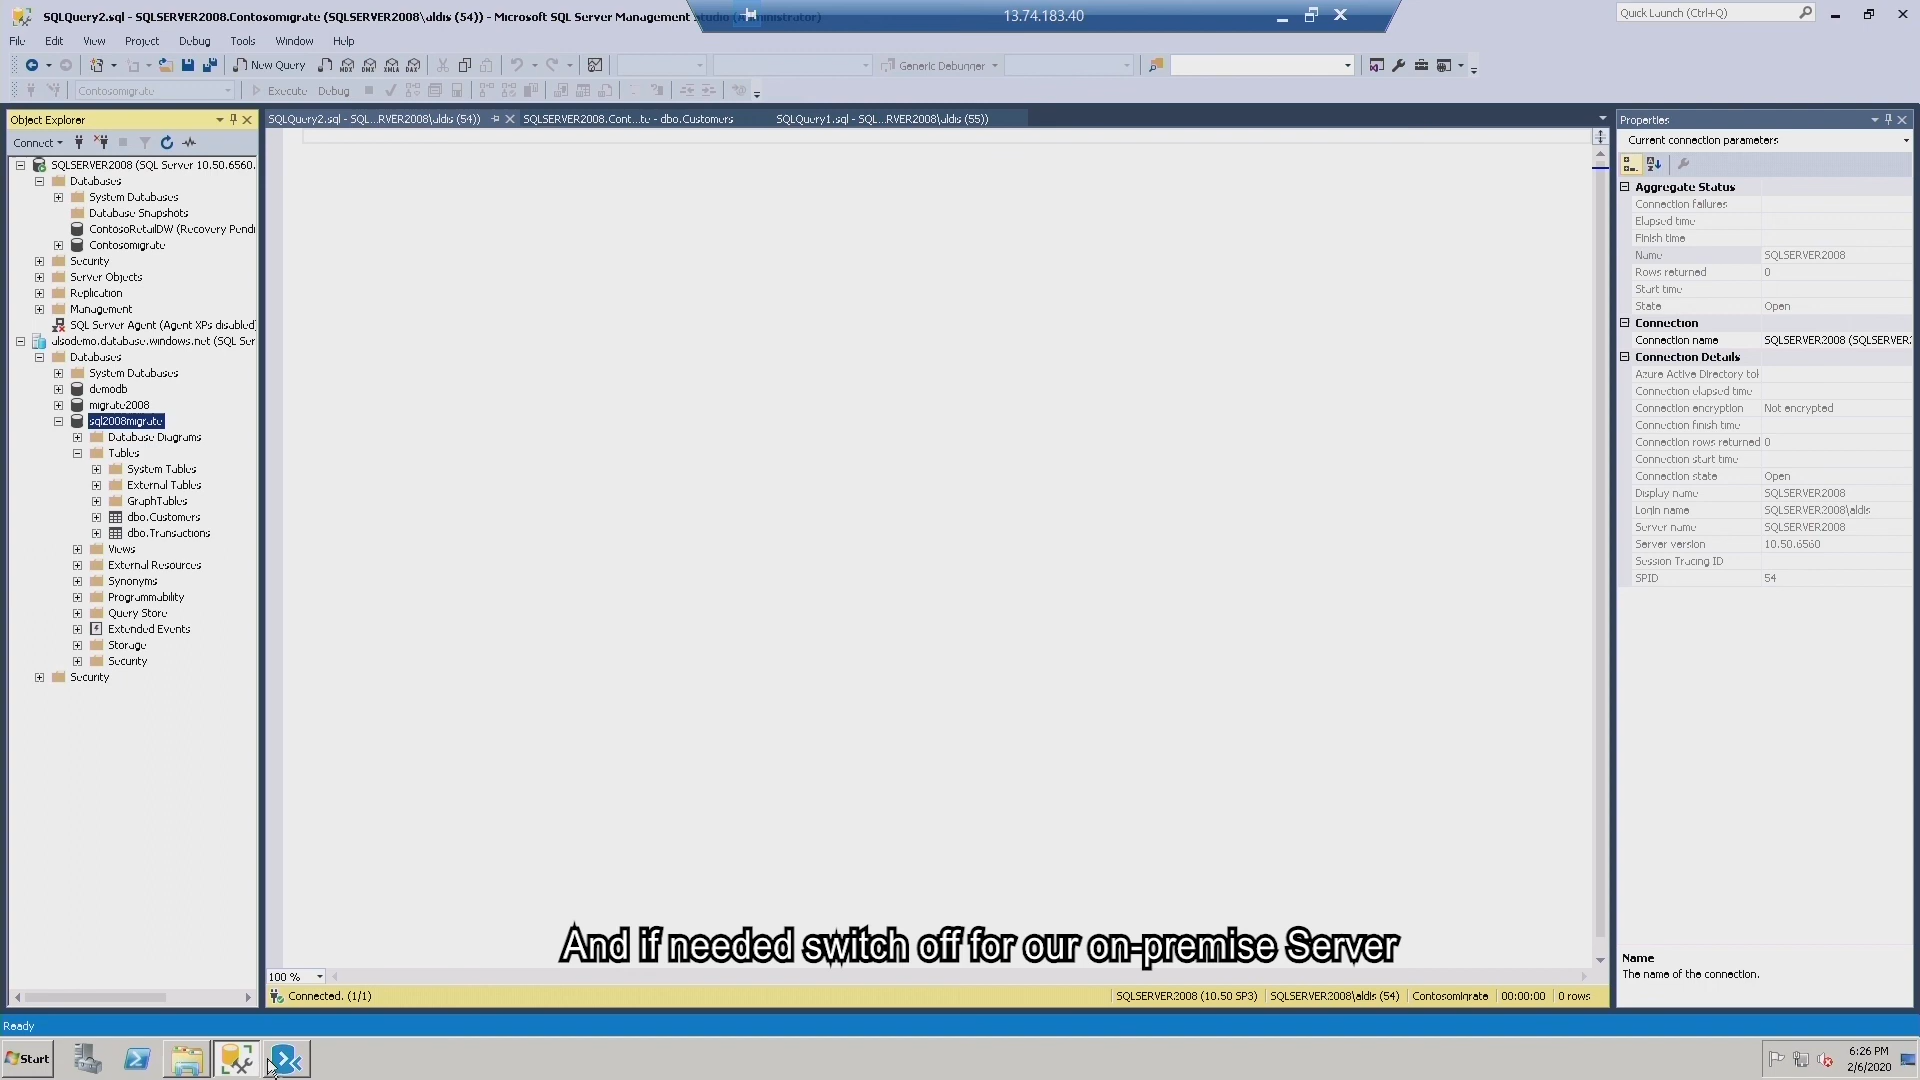 SQLQuery2.sql - SQLSERVER2008.Contosomigrate (SQLSERVER2008\aldis (54)) - Microsoft SQL Server Management Studio (Administrator)
13.74.183.40
Quick Launch (Ctrl+Q)
File Edit View Project Debug Tools Window Help
New Query
MDX DMX XMLA DAX
Generic Debugger
Contosomigrate
Execute Debug
Object Explorer
Connect
SQLSERVER2008 (SQL Server 10.50.6560.
Databases
System Databases
Database Snapshots
ContosoRetailDW (Recovery Pendi
Contosomigrate
Security
Server Objects
Replication
Management
SQL Server Agent (Agent XPs disabled)
alsodemo.database.windows.net (SQL Ser
Databases
System Databases
demodb
migrate2008
sql2008migrate
Database Diagrams
Tables
System Tables
External Tables
GraphTables
dbo.Customers
dbo.Transactions
Views
External Resources
Synonyms
Programmability
Query Store
Extended Events
Storage
Security
Security
SQLQuery2.sql - SQL...RVER2008\aldis (54))
SQLSERVER2008.Cont...te - dbo.Customers
SQLQuery1.sql - SQL...RVER2008\aldis (55))
And if needed switch off for our on-premise Server
100 %
Connected. (1/1)
SQLSERVER2008 (10.50 SP3)
SQLSERVER2008\aldis (54)
Contosomigrate
00:00:00
0 rows
Properties
Current connection parameters
Aggregate Status
Connection failures
Elapsed time
Finish time
Name SQLSERVER2008
Rows returned 0
Start time
State Open
Connection
Connection name SQLSERVER2008 (SQLSERVER2
Connection Details
Azure Active Directory tok
Connection elapsed time
Connection encryption Not encrypted
Connection finish time
Connection rows returned 0
Connection start time
Connection state Open
Display name SQLSERVER2008
Login name SQLSERVER2008\aldis
Server name SQLSERVER2008
Server version 10.50.6560
Session Tracing ID
SPID 54
Name
The name of the connection.
Ready
Start
6:26 PM
2/6/2020